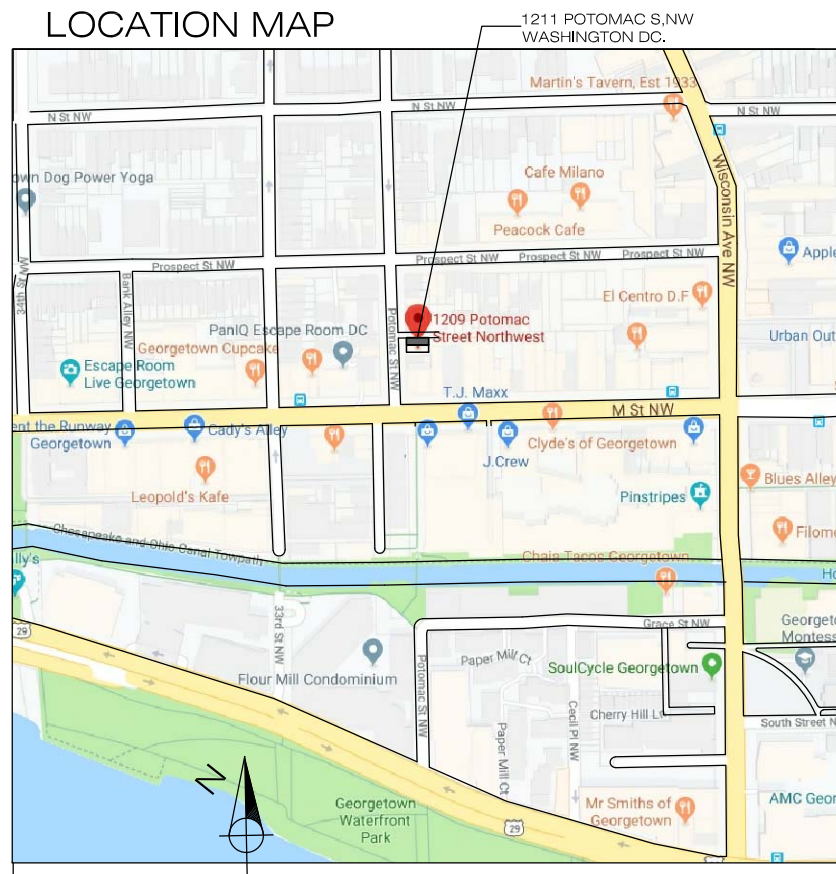 LOCATION MAP
1211 POTOMAC S,NW
WASHINGTON DC.
Martin's Tavern, Est 1933
N St NW
N St NW
N St NW
Wisconsin Ave NW
own Dog Power Yoga
Cafe Milano
Peacock Cafe
Prospect St NW
Prospect St NW
Prospect St NW
Prospect St NW
Apple
34th St NW
Bank Alley NW
Potomac St NW
El Centro D.F
1209 Potomac
Street Northwest
PanIQ Escape Room DC
Georgetown Cupcake
Urban Out
Escape Room
Live Georgetown
T.J. Maxx
M St NW
ent the Runway
Georgetown
Cady's Alley
Clyde's of Georgetown
J.Crew
Leopold's Kafe
Pinstripes
Blues Alley
Chesapeake and Ohio Canal Towpath
Filome
Chaia Tacos Georgetown
lly's
Ho
33rd St NW
Grace St NW
Georgeto
Montess
29
Potomac St NW
Paper Mill Ct
SoulCycle Georgetown
Flour Mill Condominium
Cecil Pl NW
Cherry Hill Ln
South Street N
Paper Mill Ct
N
Georgetown
Waterfront
Park
29
Mr Smiths of
Georgetown
AMC Geor